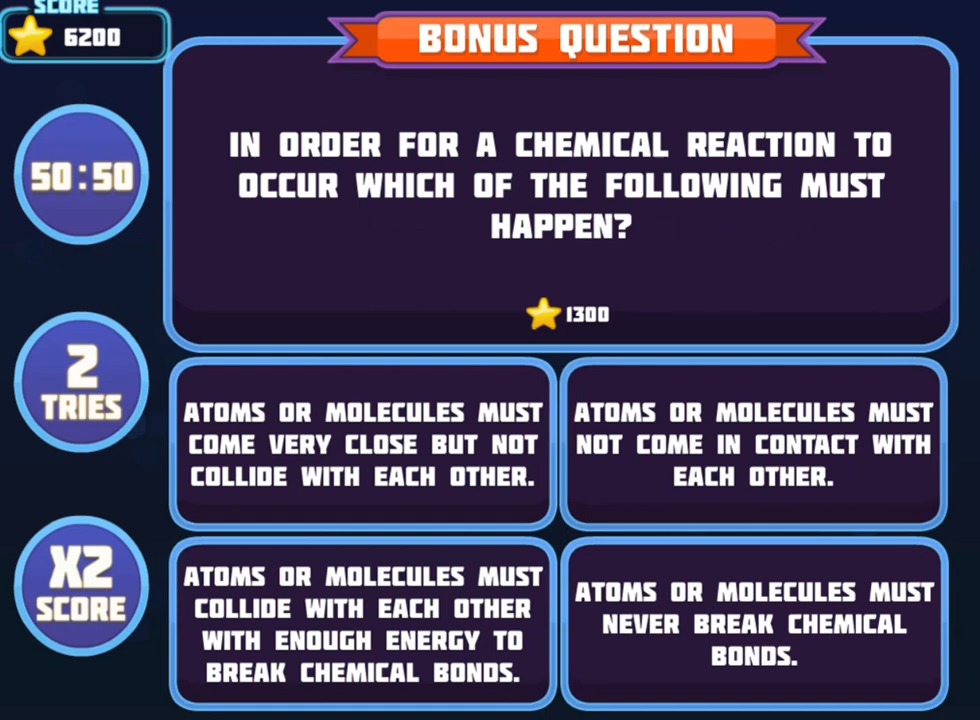 SCORE
6200
BONUS QUESTION
50:50
IN ORDER FOR A CHEMICAL REACTION TO
OCCUR WHICH OF THE FOLLOWING MUST
HAPPEN?
1300
2
TRIES
ATOMS OR MOLECULES MUST
COME VERY CLOSE BUT NOT
COLLIDE WITH EACH OTHER.
ATOMS OR MOLECULES MUST
NOT COME IN CONTACT WITH
EACH OTHER.
X2
SCORE
ATOMS OR MOLECULES MUST
COLLIDE WITH EACH OTHER
WITH ENOUGH ENERGY TO
BREAK CHEMICAL BONDS.
ATOMS OR MOLECULES MUST
NEVER BREAK CHEMICAL
BONDS.